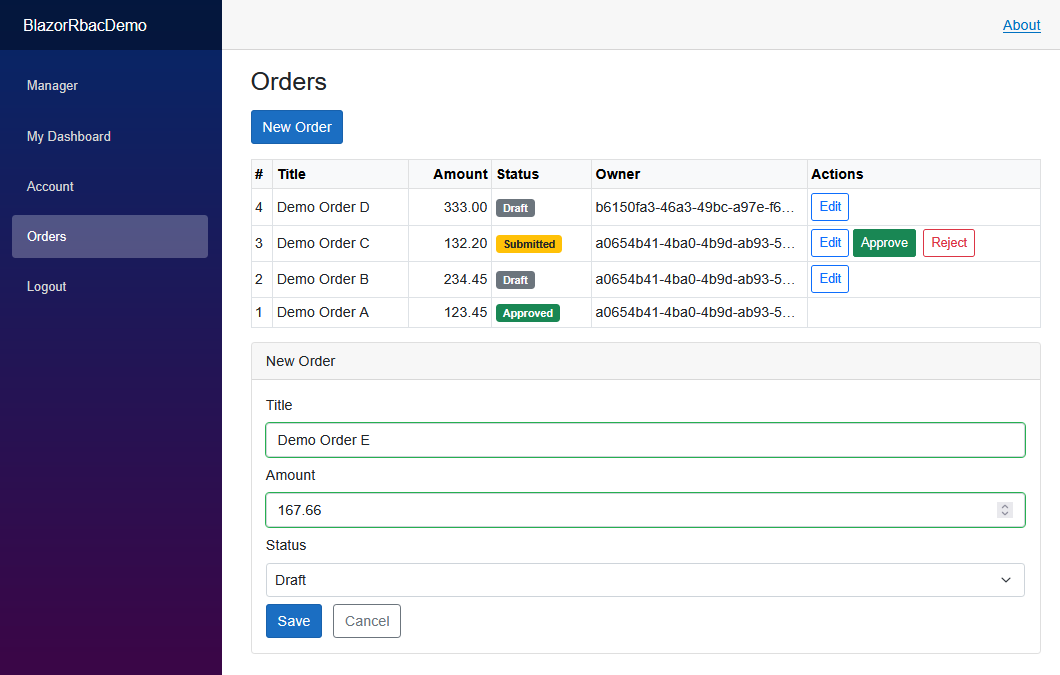 BlazorRbacDemo
About
Manager
My Dashboard
Account
Orders
Logout
Orders
New Order
# Title Amount Status Owner Actions
4 Demo Order D 333.00 Draft b6150fa3-46a3-49bc-a97e-f6... Edit
3 Demo Order C 132.20 Submitted a0654b41-4ba0-4b9d-ab93-5... Edit Approve Reject
2 Demo Order B 234.45 Draft a0654b41-4ba0-4b9d-ab93-5... Edit
1 Demo Order A 123.45 Approved a0654b41-4ba0-4b9d-ab93-5...
New Order
Title
Demo Order E
Amount
167.66
Status
Draft
Save Cancel